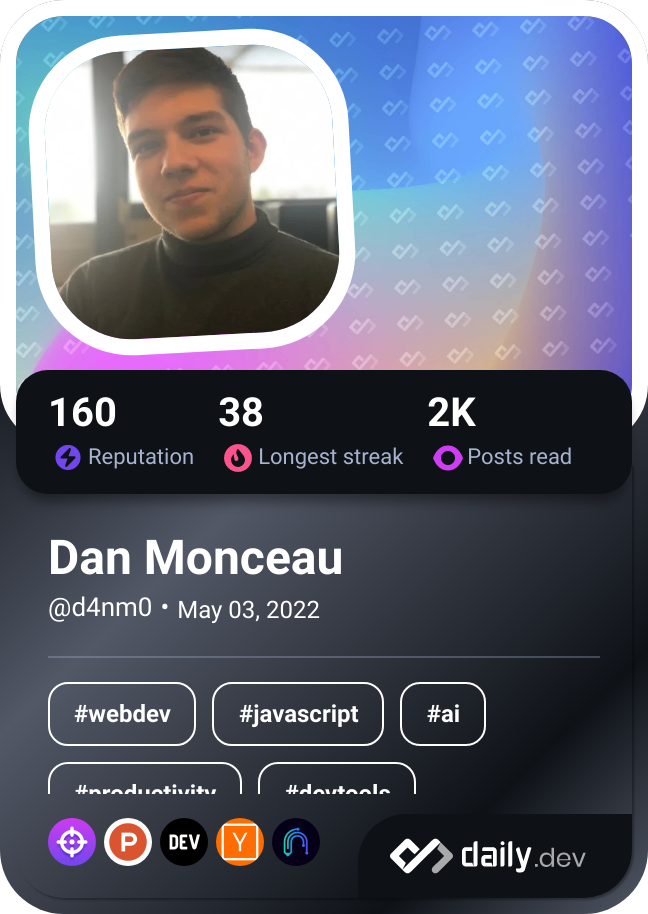 160 38 2K
Reputation Longest streak Posts read
Dan Monceau
@d4nm0 • May 03, 2022
#webdev #javascript #ai
#productivity #devtools
P DEV Y daily.dev